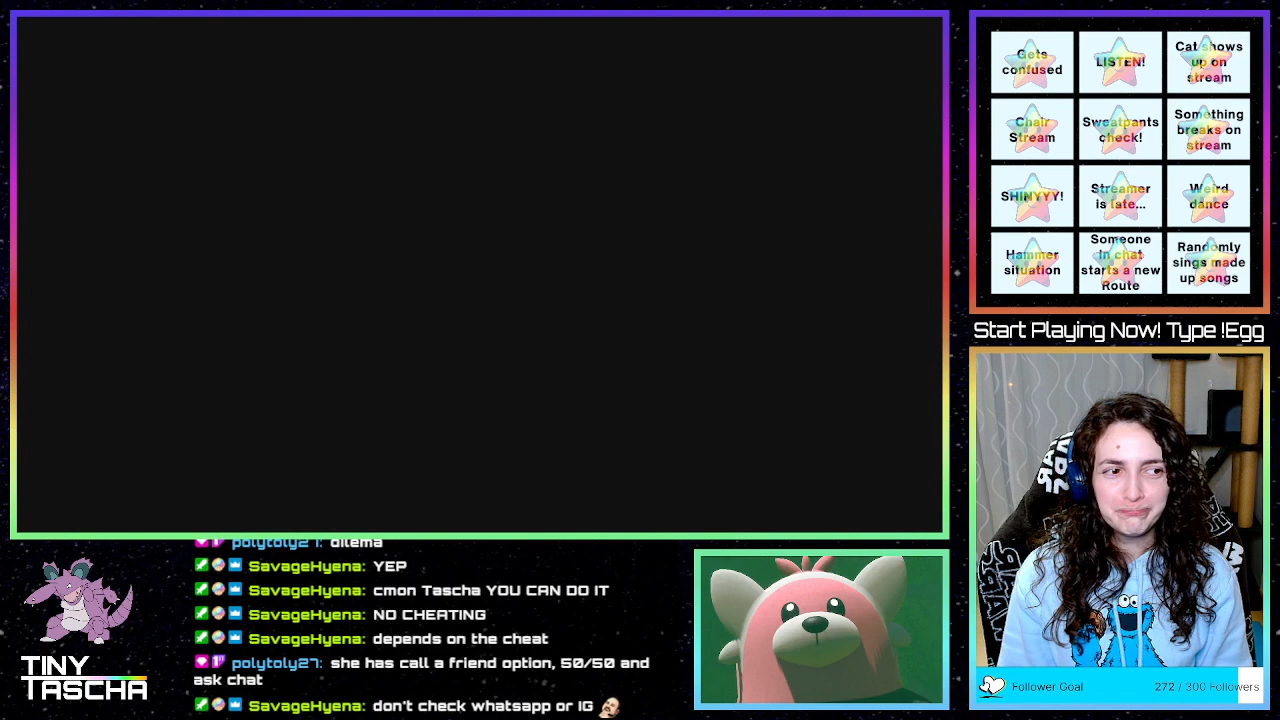 Gets
confused
LISTEN!
Cat shows
up on
stream
Chair
Stream
Sweatpants
check!
Something
breaks on
stream
SHINYYY!
Streamer
is late...
Weird
dance
Hammer
situation
Someone
in chat
starts a new
Route
Randomly
sings made
up songs
Start Playing Now! Type !Egg
polytoly27: dilema
SavageHyena: YEP
SavageHyena: cmon Tascha YOU CAN DO IT
SavageHyena: NO CHEATING
SavageHyena: depends on the cheat
polytoly27: she has call a friend option, 50/50 and
ask chat
SavageHyena: don't check whatsapp or IG
TINY
TASCHA
Follower Goal
272 / 300 Followers